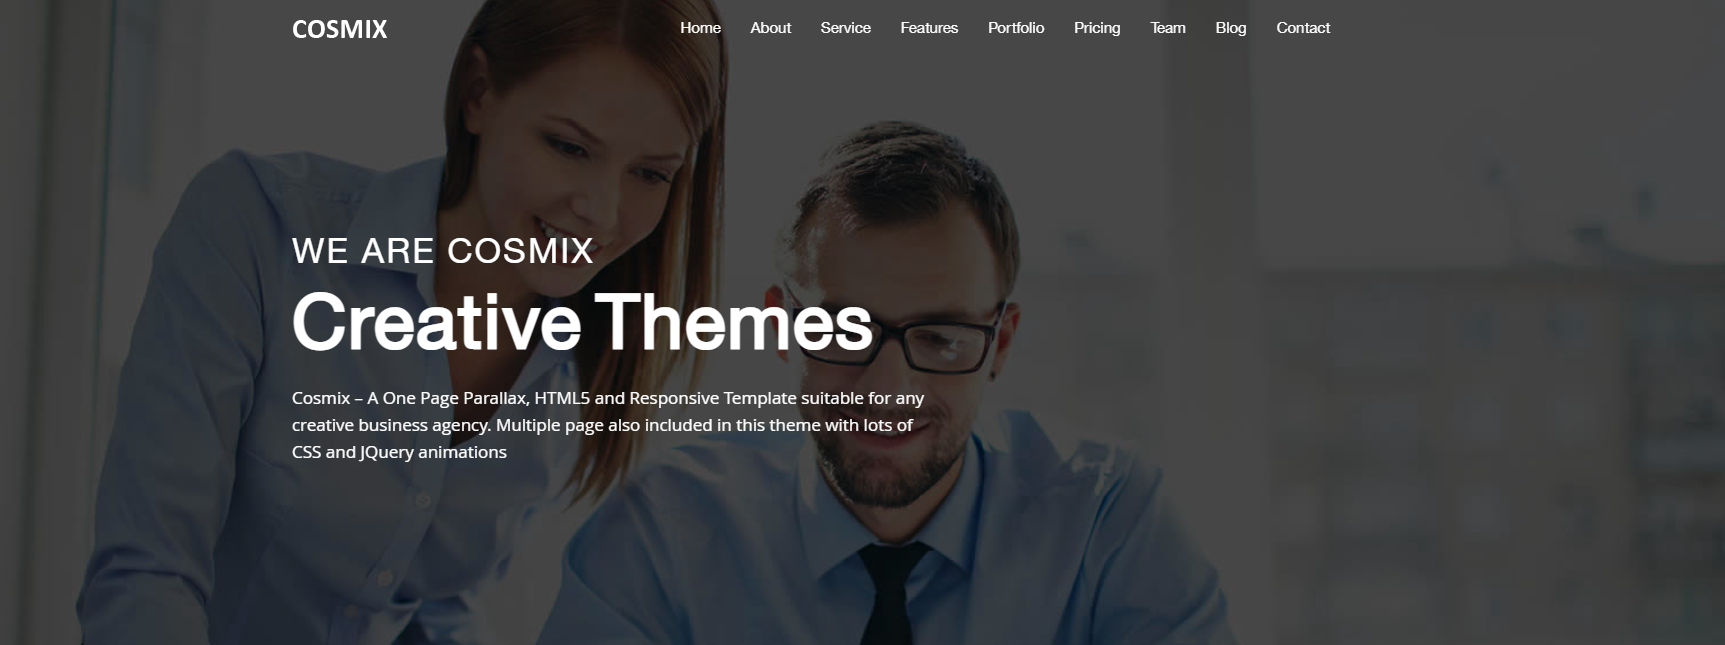 COSMIX
Home About Service Features Portfolio Pricing Team Blog Contact
WE ARE COSMIX
Creative Themes
Cosmix – A One Page Parallax, HTML5 and Responsive Template suitable for any
creative business agency. Multiple page also included in this theme with lots of
CSS and JQuery animations